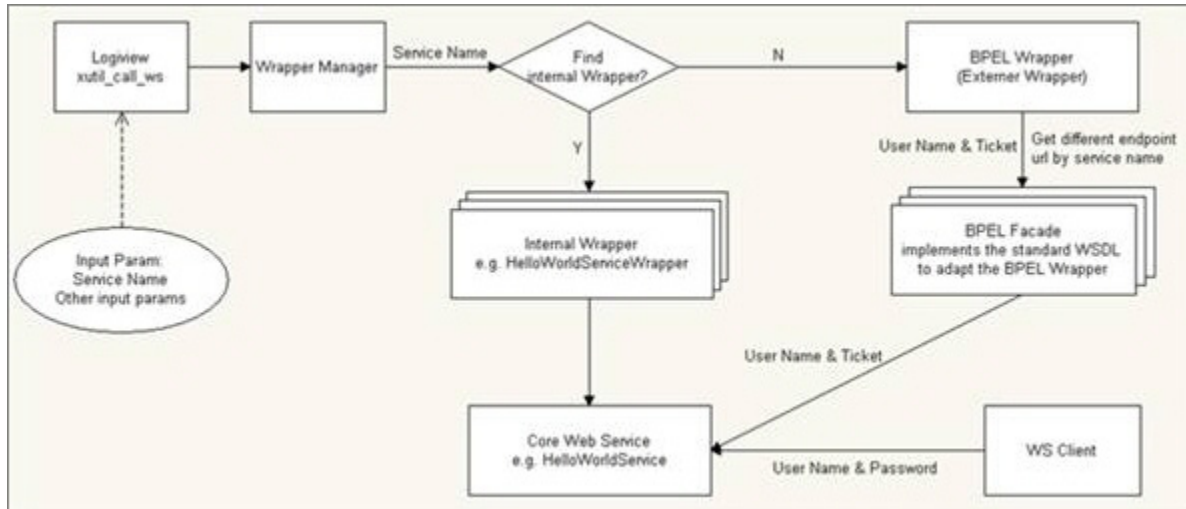 Logiview
xutil_call_ws
Wrapper Manager
Service Name
Find
internal Wrapper?
N
BPEL Wrapper
(Externer Wrapper)
Y
User Name & Ticket
Get different endpoint
url by service name
Input Param:
Service Name
Other input params
Internal Wrapper
e.g. HelloWorldServiceWrapper
BPEL Facade
implements the standard WSDL
to adapt the BPEL Wrapper
User Name & Ticket
Core Web Service
e.g. HelloWorldService
User Name & Password
WS Client